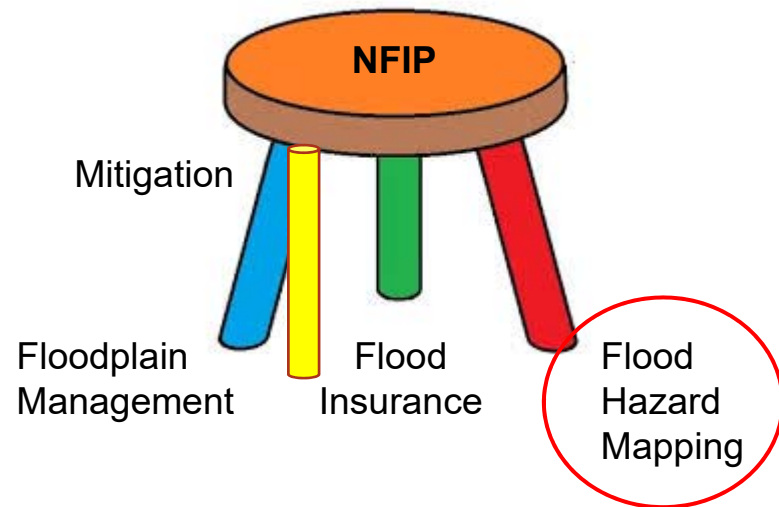 NFIP
Mitigation
Floodplain
Management
Flood
Insurance
Flood
Hazard
Mapping